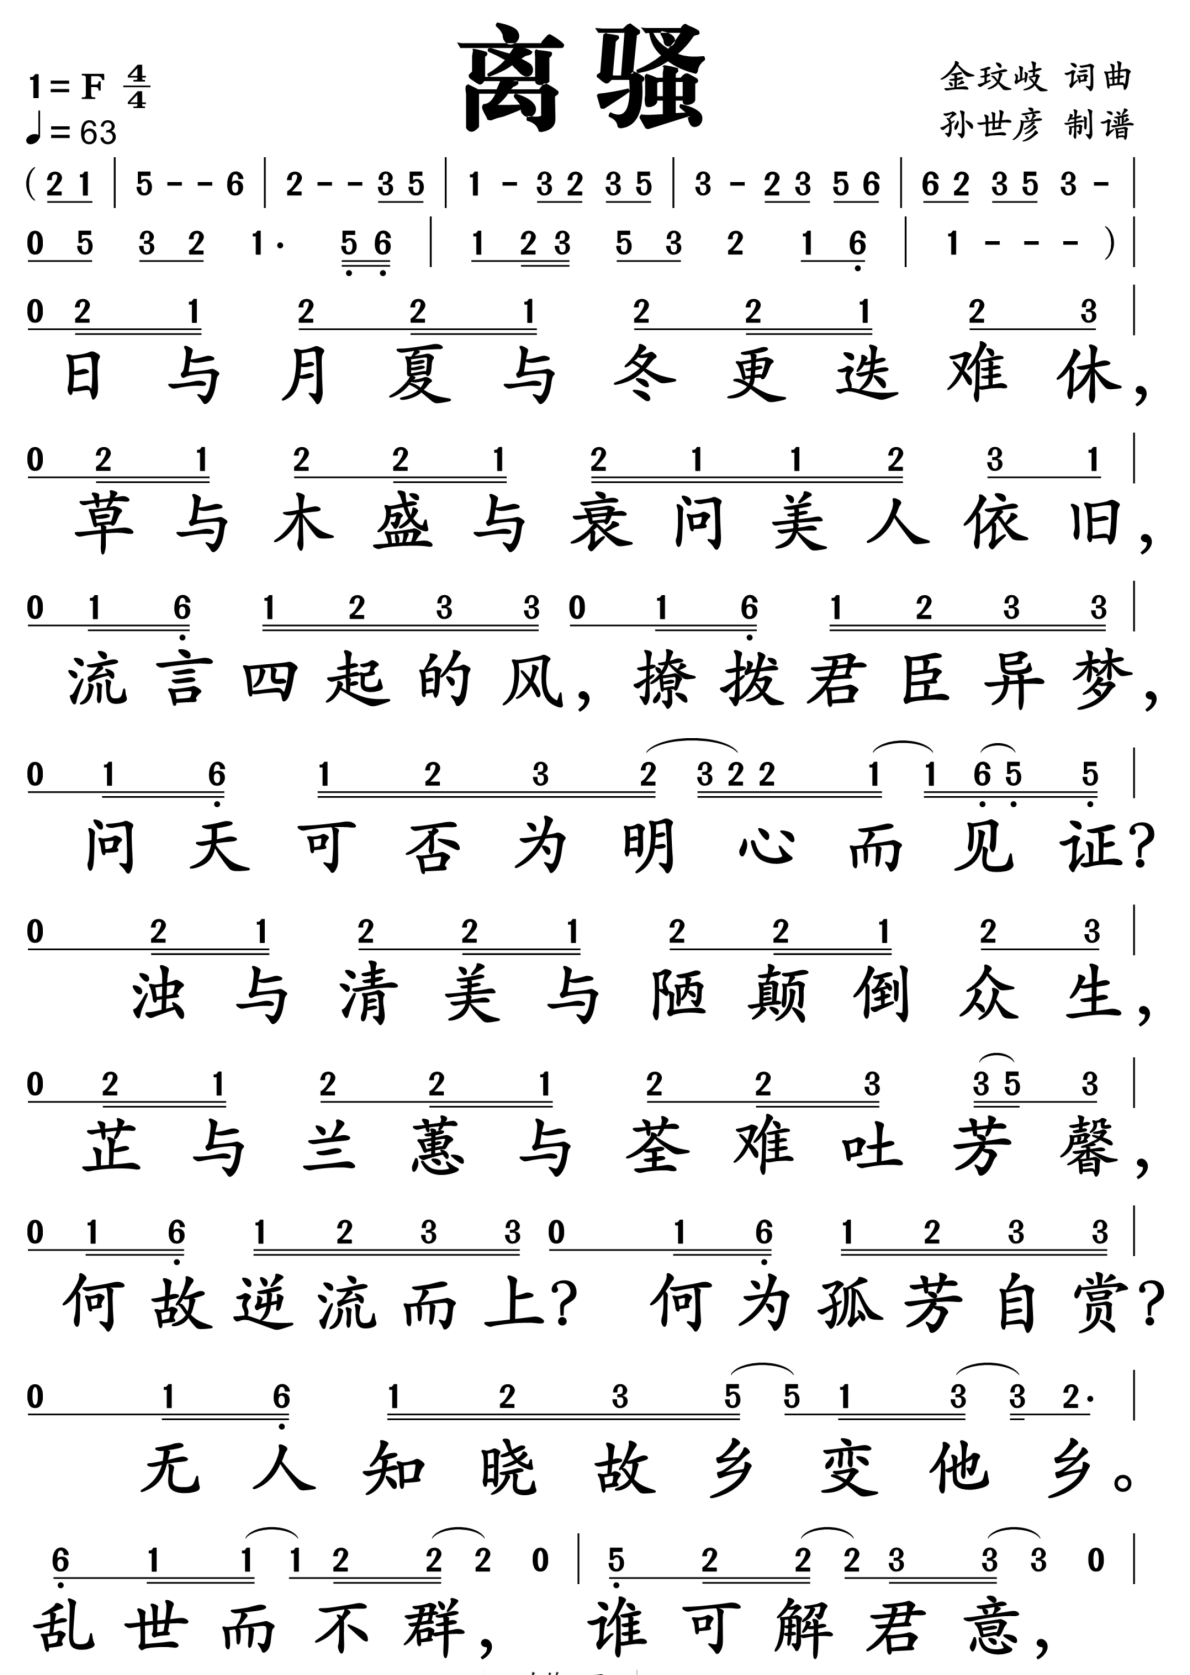 离骚
1= F 4/4
♩= 63
金玟岐 词曲
孙世彦 制谱
( 2 1 | 5 - - 6 | 2 - - 3 5 | 1 - 3 2 3 5 | 3 - 2 3 5 6 | 6 2 3 5 3 - |
0 5 3 2 1· 5̣ 6̣ | 1 2 3 5 3 2 1 6̣ | 1 - - - ) |
0 2 1 2 2 1 2 2 1 2 3 |
日与月夏与冬更迭难休,
0 2 1 2 2 1 2 1 1 2 3 1 |
草与木盛与衰问美人依旧,
0 1 6̣ 1 2 3 3 0 1 6̣ 1 2 3 3 |
流言四起的风,撩拨君臣异梦,
0 1 6̣ 1 2 3 2 3 2 2 1 1 6̣ 5̣ 5̣ |
问天可否为明心而见证?
0 2 1 2 2 1 2 2 1 2 3 |
浊与清美与陋颠倒众生,
0 2 1 2 2 1 2 2 3 3 5 3 |
芷与兰蕙与荃难吐芳馨,
0 1 6̣ 1 2 3 3 0 1 6̣ 1 2 3 3 |
何故逆流而上? 何为孤芳自赏?
0 1 6̣ 1 2 3 5 5 1 3 3 2· |
无人知晓故乡变他乡。
6̣ 1 1 1 2 2 2 0 | 5̣ 2 2 2 3 3 3 0 |
乱世而不群, 谁可解君意,